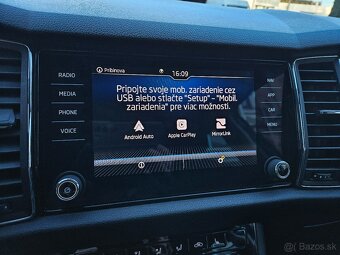 Pribinova
16:09
RADIO
MEDIA
PHONE
VOICE
Pripojte svoje mob. zariadenie cez
USB alebo stlačte "Setup" – "Mobil.
zariadenia" pre viac možností.
Android Auto
Apple CarPlay
MirrorLink
NAV
APP
CAR
MENU
© Bazos.sk